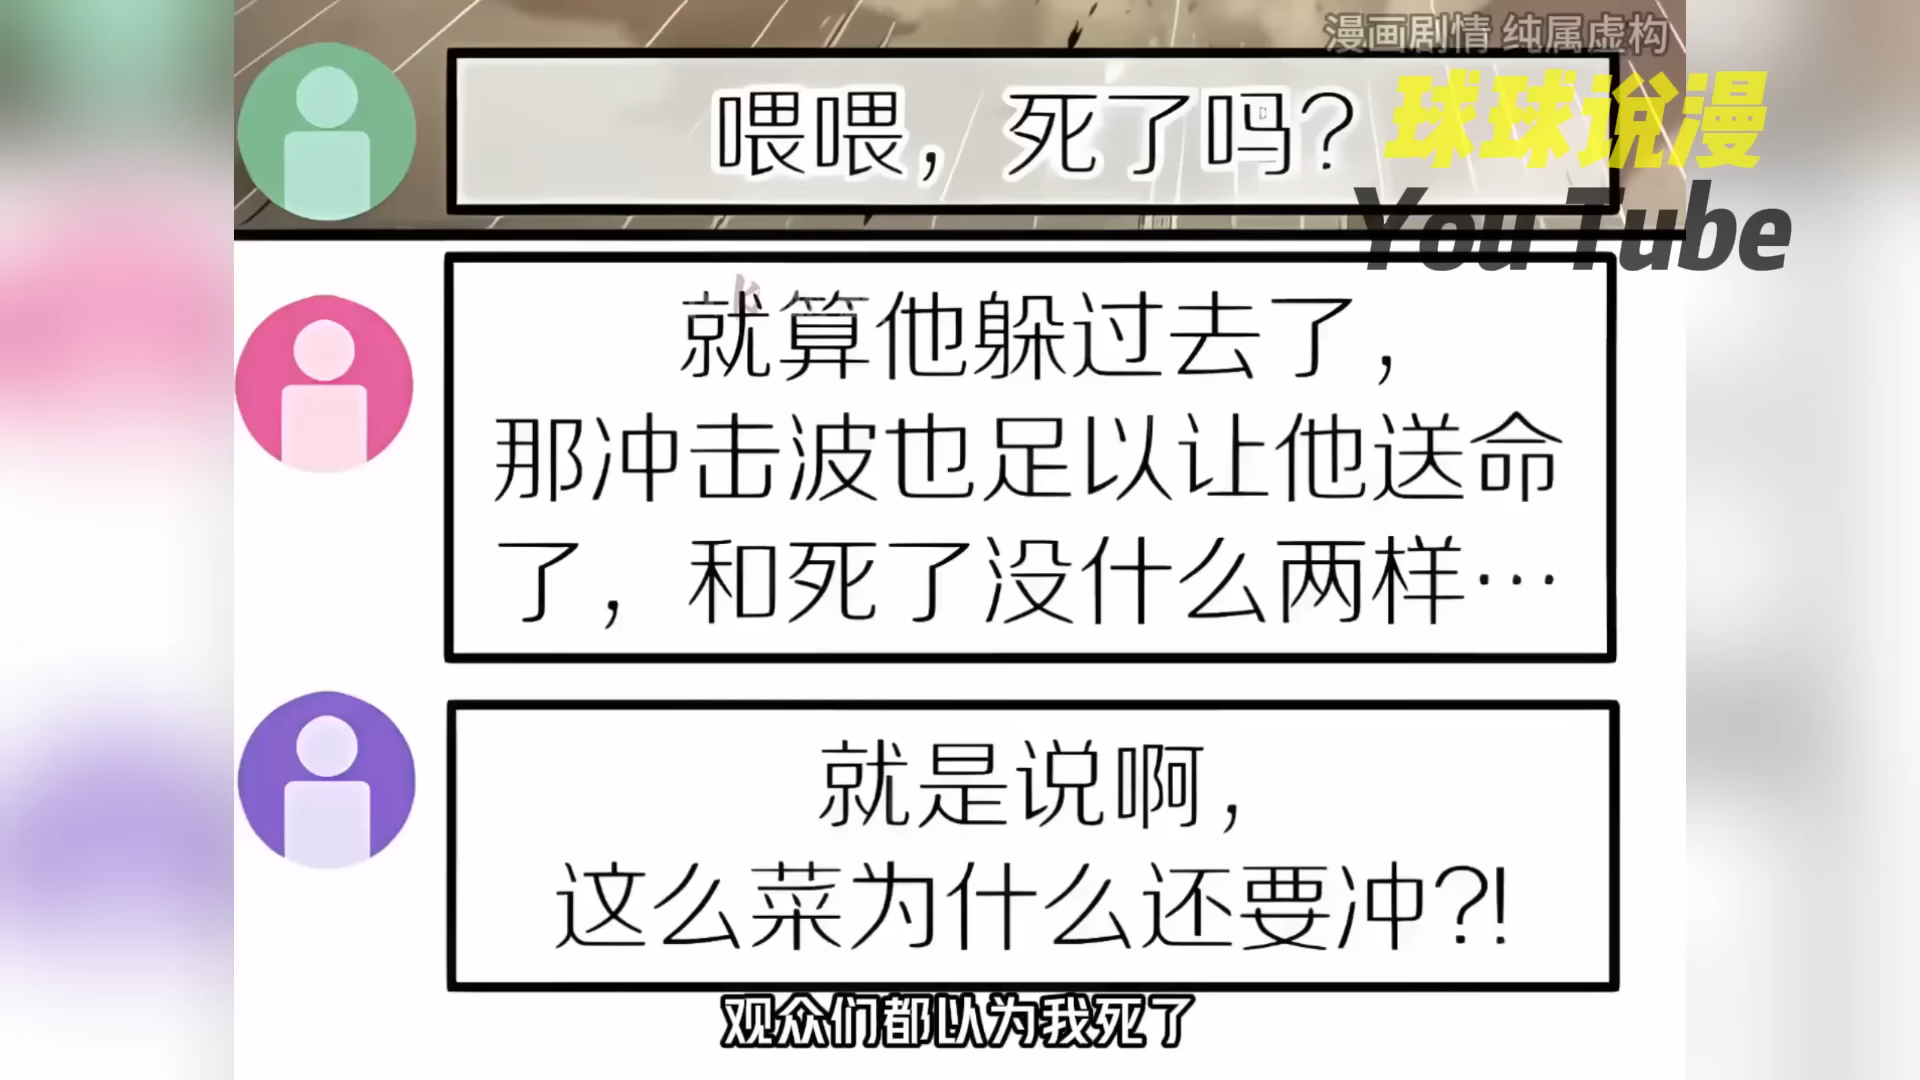 漫画剧情 纯属虚构
球球说漫
YouTube
喂喂，死了吗？
就算他躲过去了，
那冲击波也足以让他送命
了，和死了没什么两样…
就是说啊，
这么菜为什么还要冲？！
观众们都以为我死了